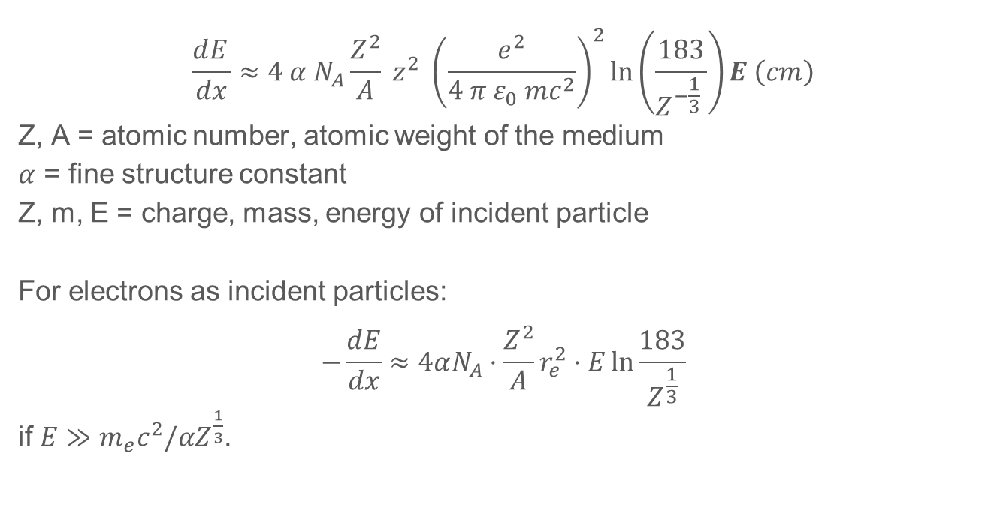 $\frac{dE}{dx} \approx 4\,\alpha\,N_A \frac{Z^2}{A}\,z^2 \left(\frac{e^2}{4\,\pi\,\varepsilon_0\,mc^2}\right)^2 \ln\left(\frac{183}{Z^{-\frac{1}{3}}}\right) \boldsymbol{E}\,(cm)$
Z, A = atomic number, atomic weight of the medium
α = fine structure constant
Z, m, E = charge, mass, energy of incident particle
For electrons as incident particles:
$-\frac{dE}{dx} \approx 4\alpha N_A \cdot \frac{Z^2}{A} r_e^2 \cdot E \ln \frac{183}{Z^{\frac{1}{3}}}$
if $E \gg m_e c^2 / \alpha Z^{\frac{1}{3}}$.